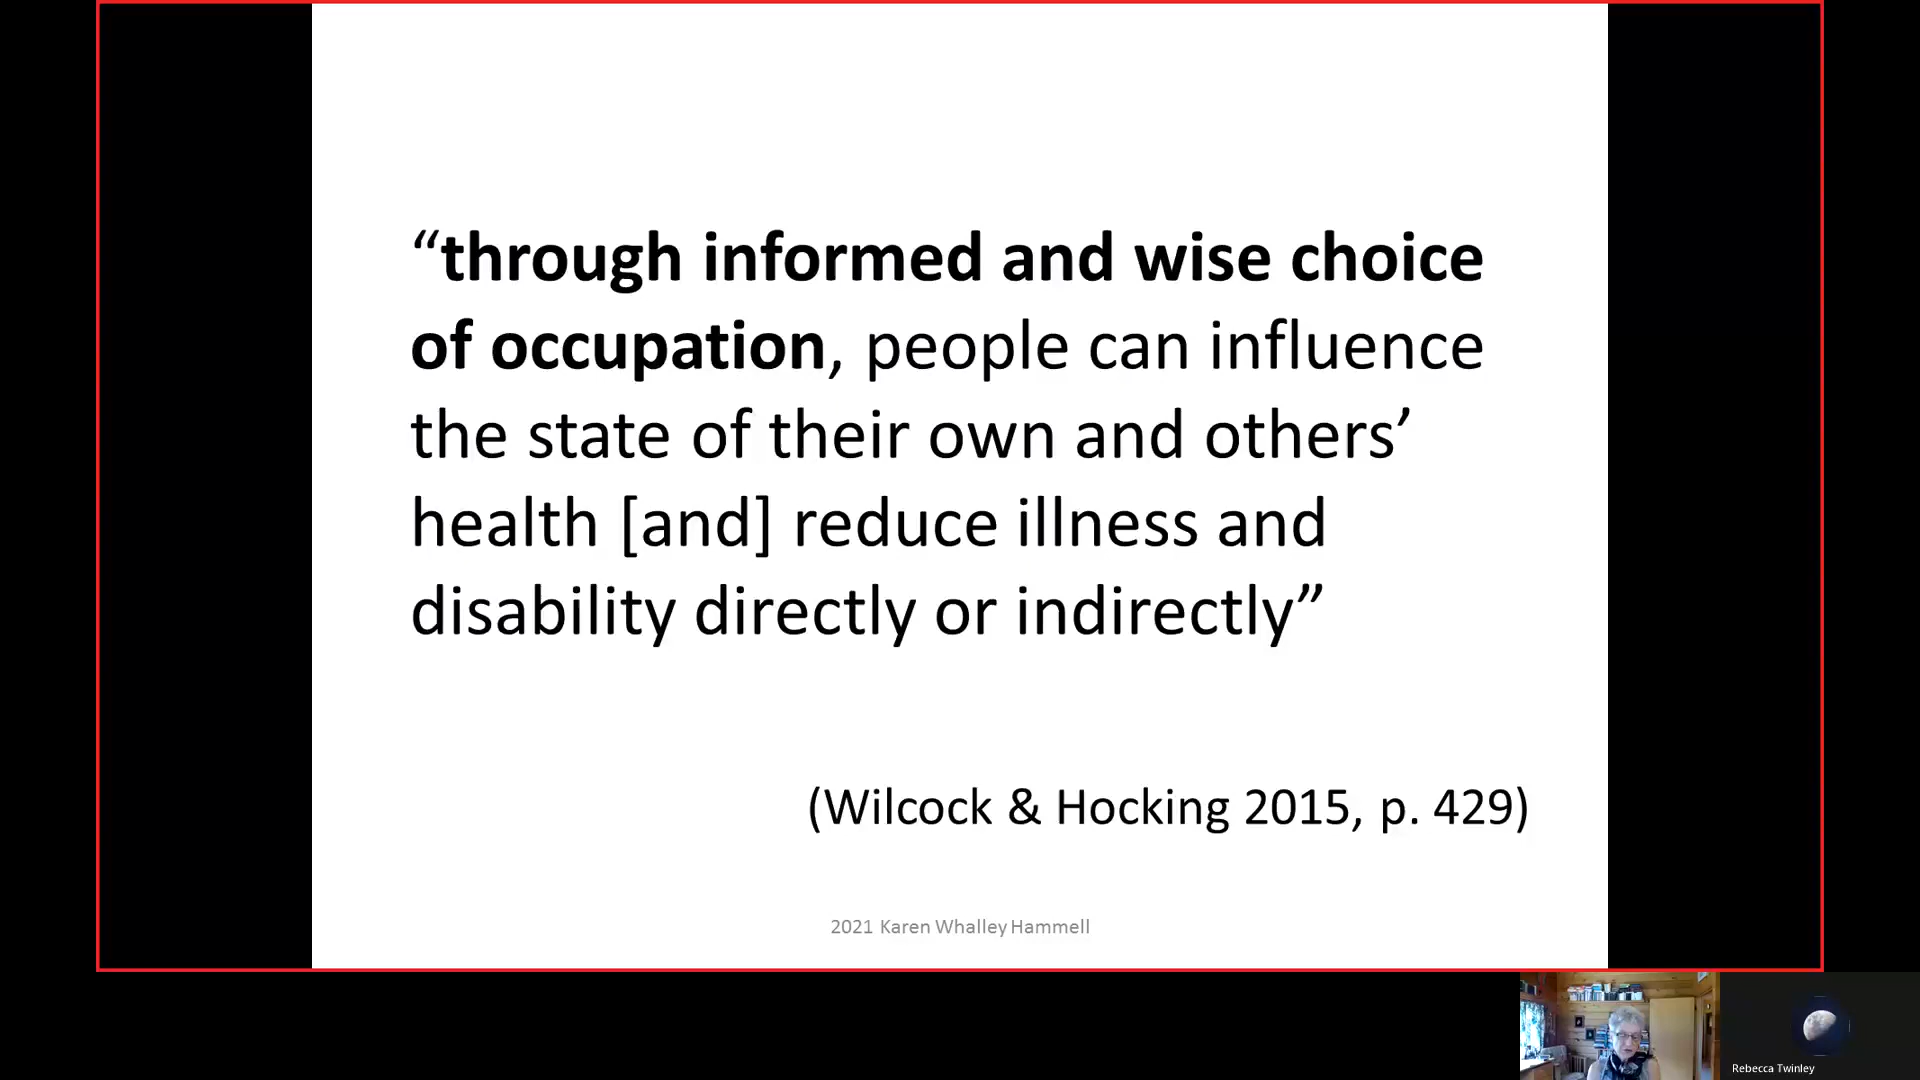 “through informed and wise choice
of occupation, people can influence
the state of their own and others’
health [and] reduce illness and
disability directly or indirectly”
(Wilcock & Hocking 2015, p. 429)
2021 Karen Whalley Hammell
Rebecca Twinley